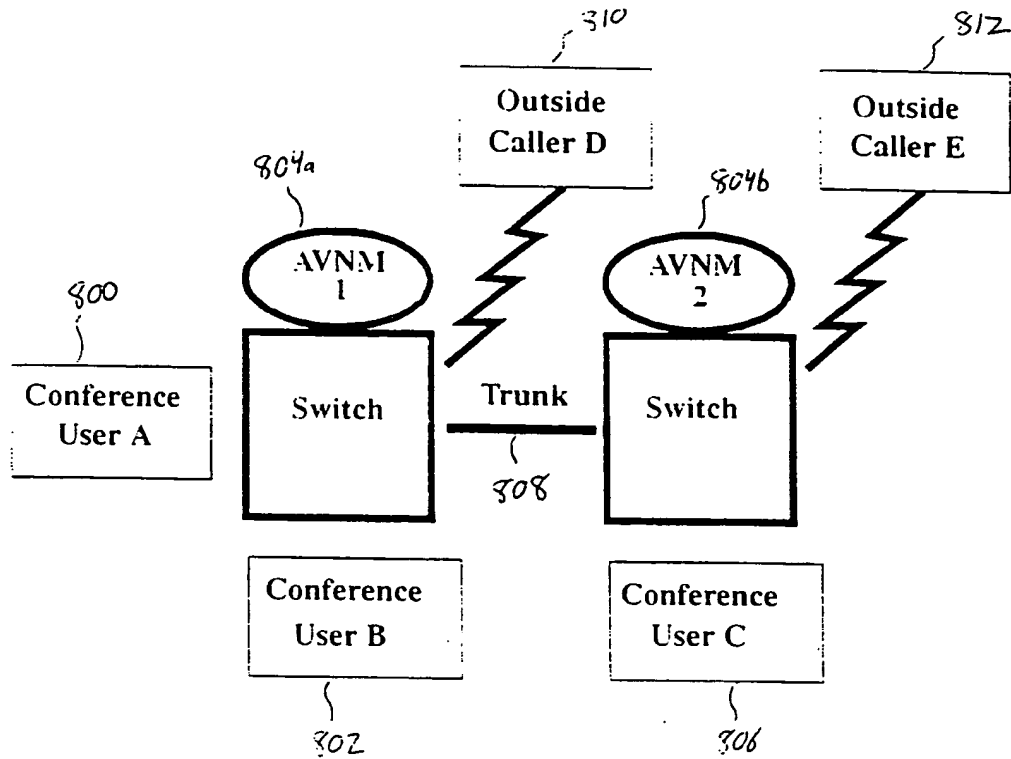 810
812
Outside
Caller D
Outside
Caller E
804a
804b
AVNM
1
AVNM
2
800
Conference
User A
Switch
Trunk
Switch
808
Conference
User B
Conference
User C
802
806